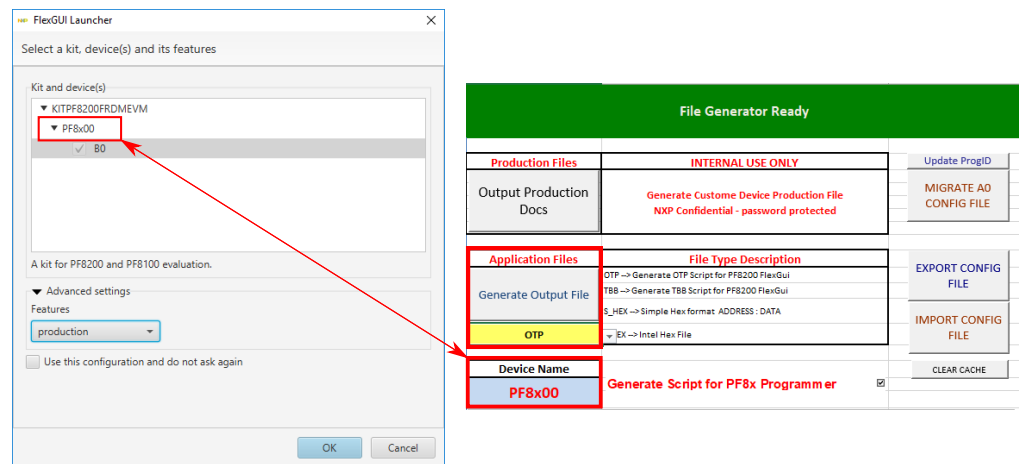 FlexGUI Launcher
Select a kit, device(s) and its features
Kit and device(s)
KITPF8200FRDMEVM
PF8x00
B0
A kit for PF8200 and PF8100 evaluation.
Advanced settings
Features
production
Use this configuration and do not ask again
OK
Cancel
File Generator Ready
Production Files
INTERNAL USE ONLY
Output Production
Docs
Generate Custome Device Production File
NXP Confidential - password protected
Update ProgID
MIGRATE A0
CONFIG FILE
Application Files
File Type Description
Generate Output File
OTP --> Generate OTP Script for PF8200 FlexGui
TBB --> Generate TBB Script for PF8200 FlexGui
S_HEX --> Simple Hex format ADDRESS : DATA
OTP
EX --> Intel Hex File
EXPORT CONFIG
FILE
IMPORT CONFIG
FILE
Device Name
PF8x00
Generate Script for PF8x Programmer
CLEAR CACHE